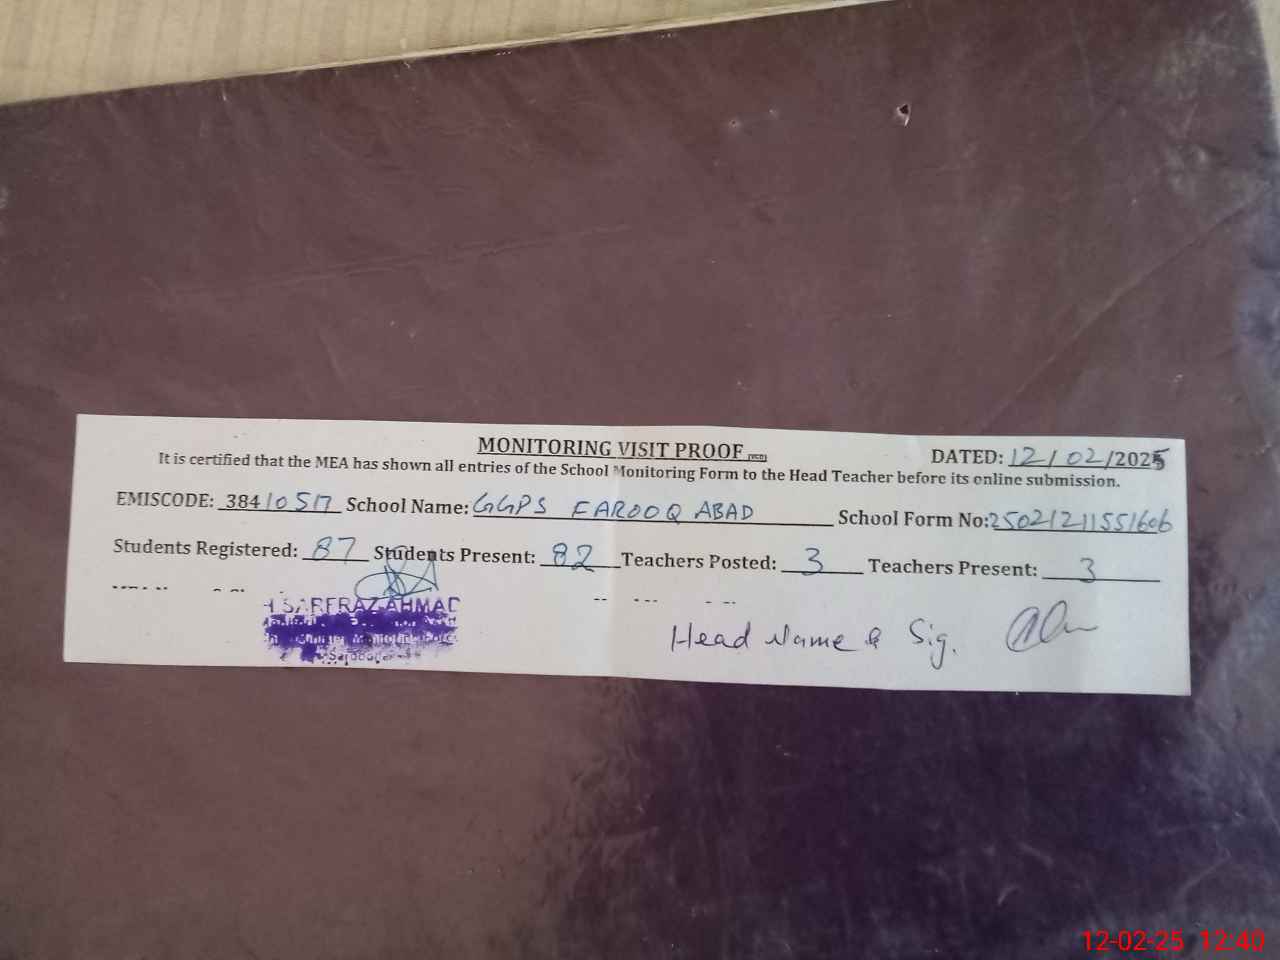 MONITORING VISIT PROOF
DATED: 12/02/2025
It is certified that the MEA has shown all entries of the School Monitoring Form to the Head Teacher before its online submission.
EMISCODE: 38410517 School Name: GGPS FAROOQ ABAD School Form No: 25021211551606
Students Registered: 87 Students Present: 82 Teachers Posted: 3 Teachers Present: 3
SARFRAZ AHMAD
Head Name & Sig.
12-02-25 12:40